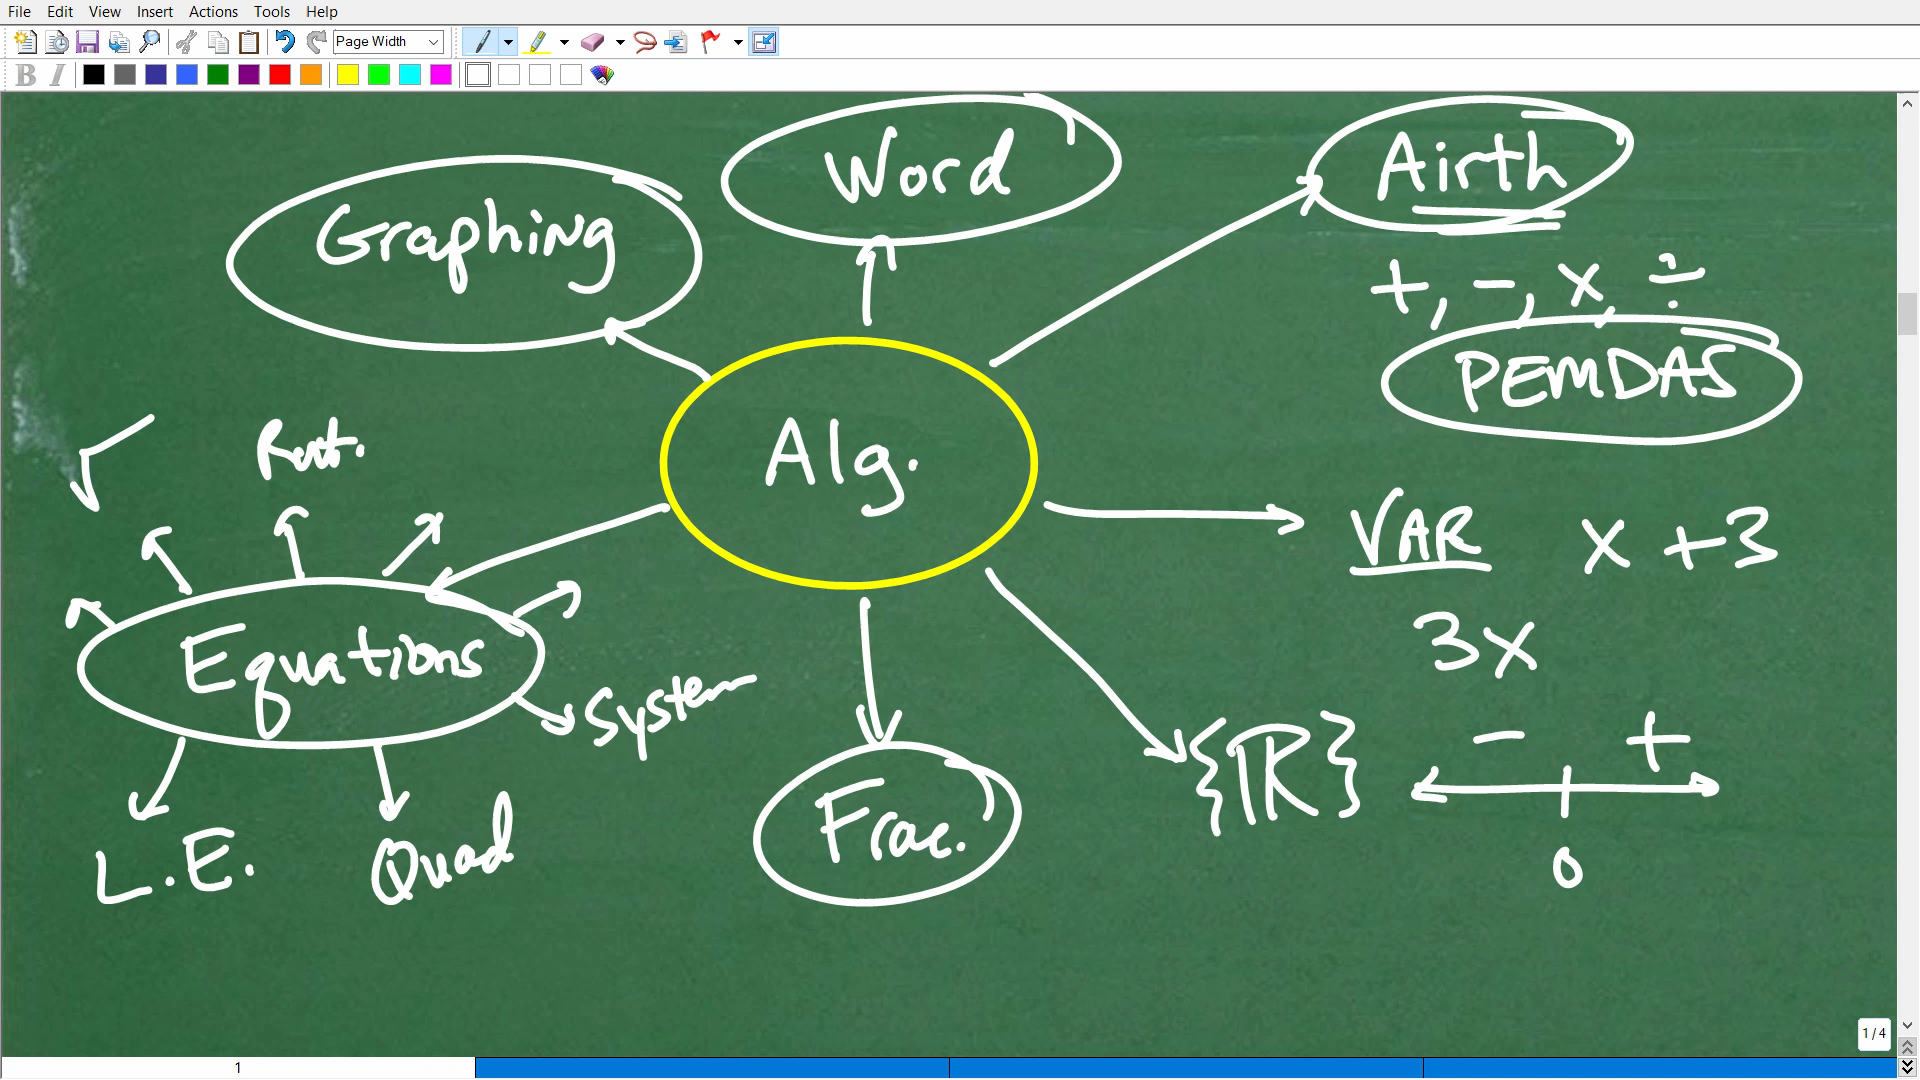 File Edit View Insert Actions Tools Help
Page Width
B I
Word
Airth
Graphing
+, -, x, ÷
PEMDAS
Alg.
√
Rat.
VAR x + 3
3x
Equations
System
{ℝ}
- +
0
Frac.
L.E. Quad
1 / 4
1